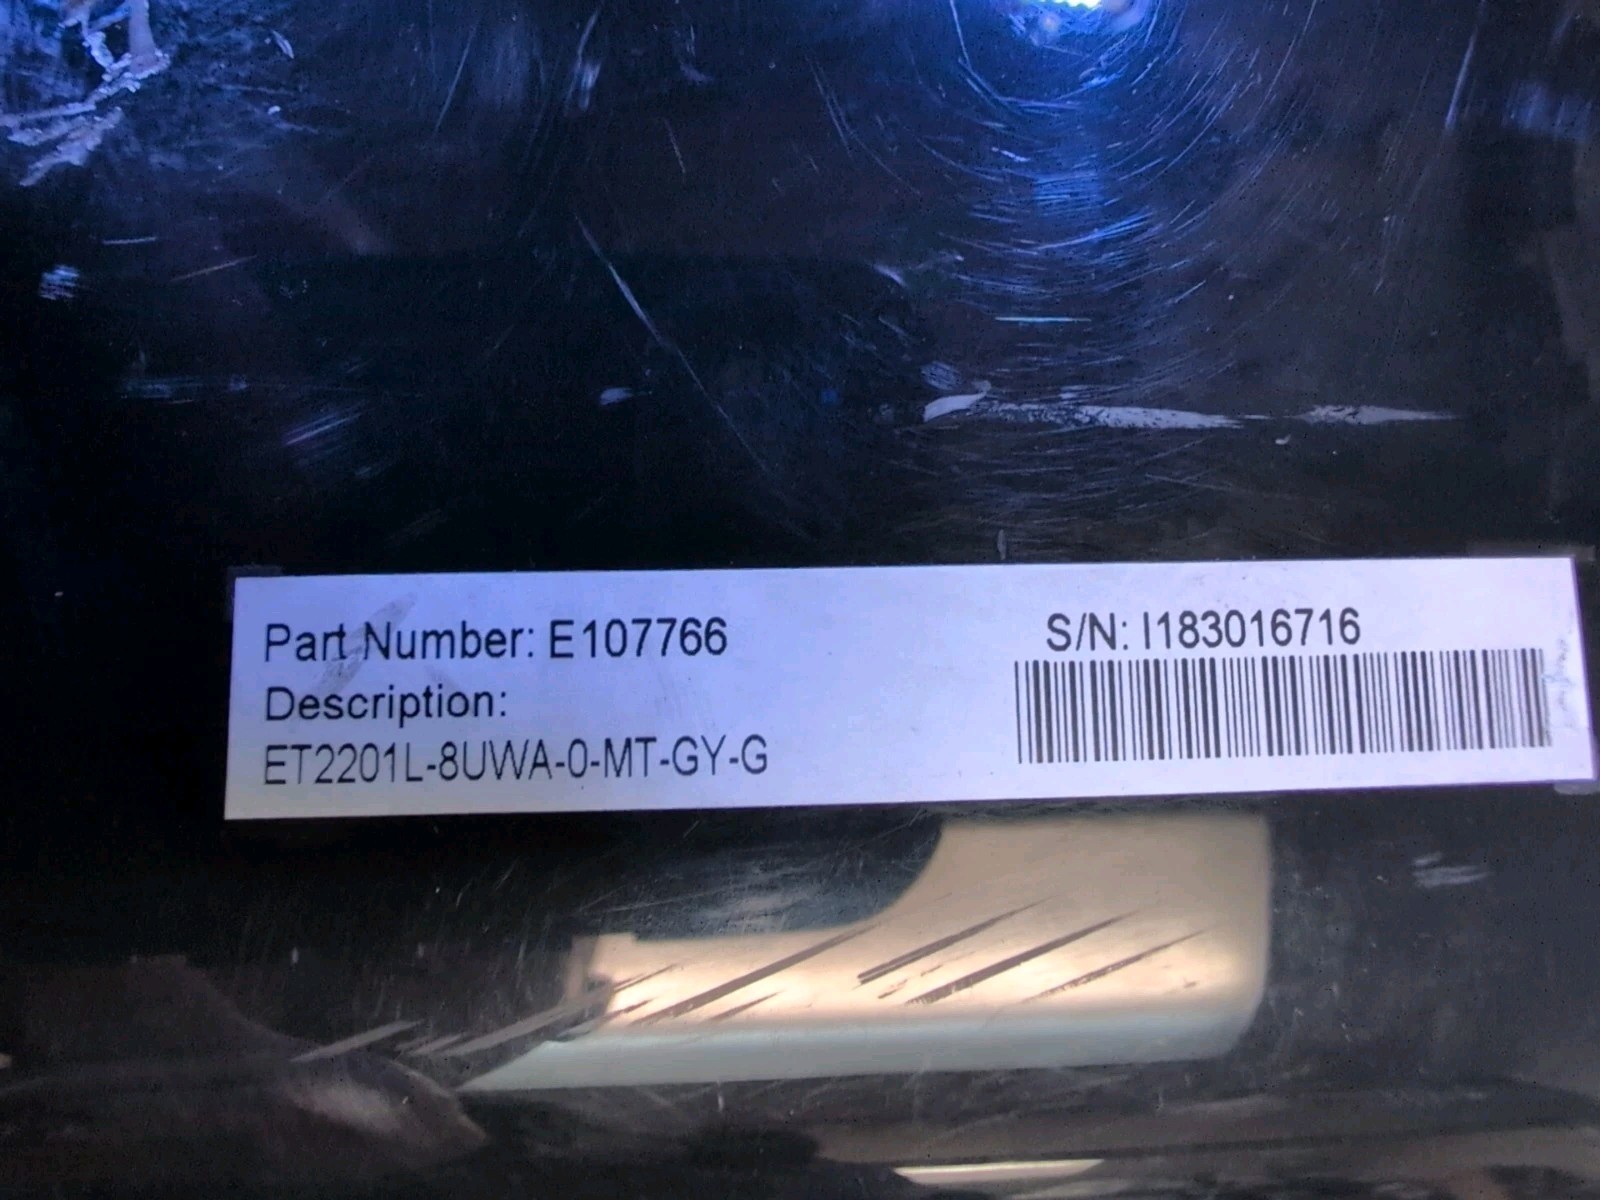 Part Number: E107766
S/N: I183016716
Description:
ET2201L-8UWA-0-MT-GY-G